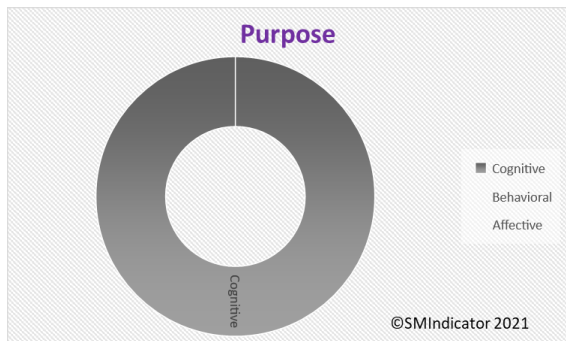 Purpose
Cognitive
Behavioral
Affective
Cognitive
©SMIndicator 2021